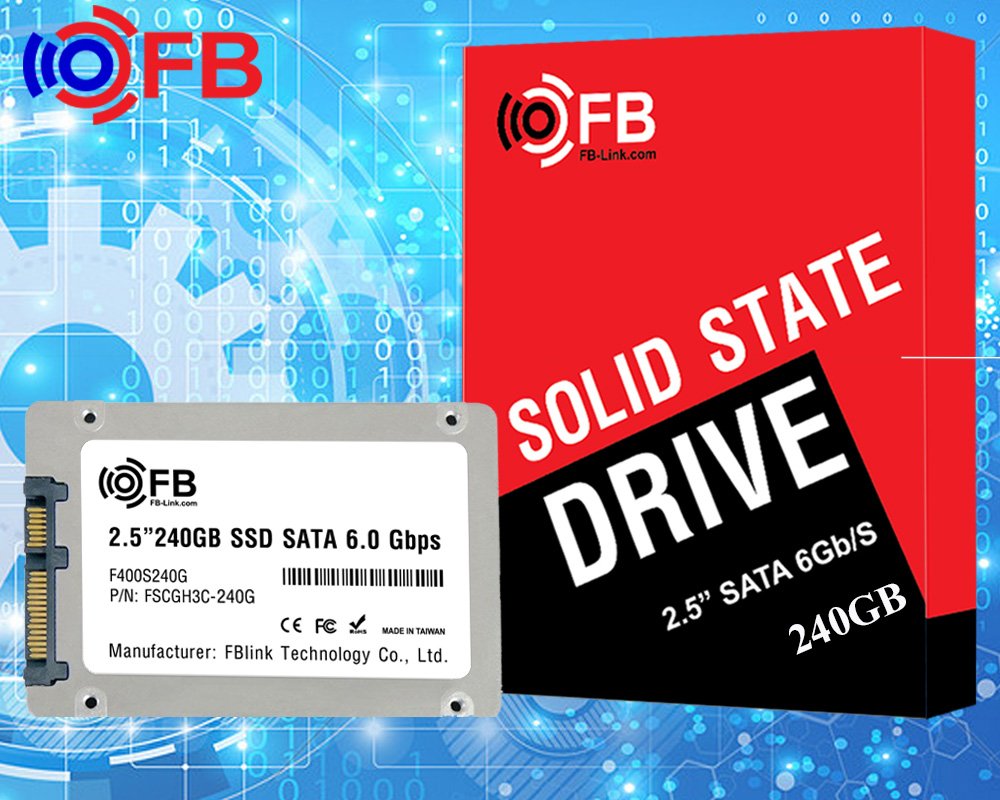 FB
FB
FB-Link.com
SOLID STATE
DRIVE
2.5” SATA 6Gb/S
240GB
FB
FB-Link.com
2.5”240GB SSD SATA 6.0 Gbps
F400S240G
P/N: FSCGH3C-240G
CE FC RoHS MADE IN TAIWAN
Manufacturer: FBlink Technology Co., Ltd.